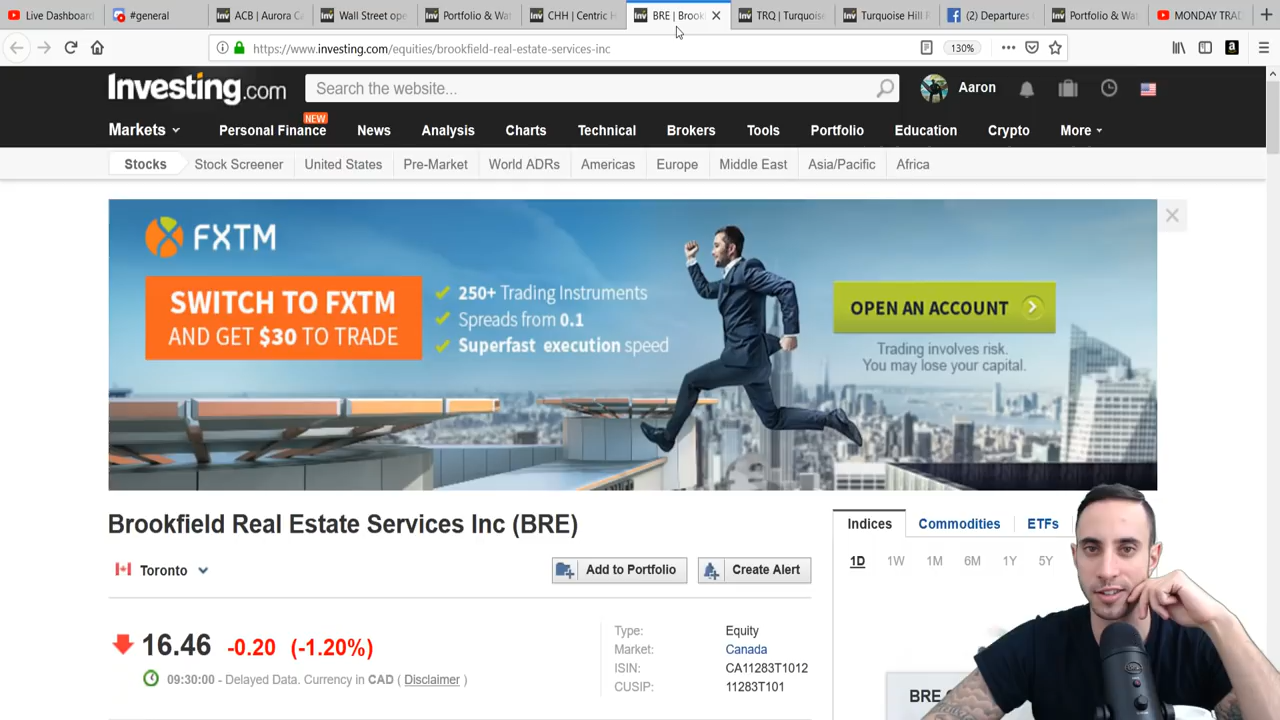 Live Dashboard
#general
ACB | Aurora Ca
Wall Street ope
Portfolio & Wat
CHH | Centric H
BRE | Brook
TRQ | Turquoise
Turquoise Hill R
(2) Departures
Portfolio & Wat
MONDAY TRAD
https://www.investing.com/equities/brookfield-real-estate-services-inc
130%
Investing.com
Search the website...
Aaron
NEW
Markets
Personal Finance
News
Analysis
Charts
Technical
Brokers
Tools
Portfolio
Education
Crypto
More
Stocks
Stock Screener
United States
Pre-Market
World ADRs
Americas
Europe
Middle East
Asia/Pacific
Africa
FXTM
SWITCH TO FXTM
AND GET $30 TO TRADE
250+ Trading Instruments
Spreads from 0.1
Superfast execution speed
OPEN AN ACCOUNT
Trading involves risk.
You may lose your capital.
Brookfield Real Estate Services Inc (BRE)
Toronto
Add to Portfolio
Create Alert
16.46 -0.20 (-1.20%)
09:30:00 - Delayed Data. Currency in CAD ( Disclaimer )
Type: Equity
Market: Canada
ISIN: CA11283T1012
CUSIP: 11283T101
Indices
Commodities
ETFs
1D
1W
1M
6M
1Y
5Y
BRE